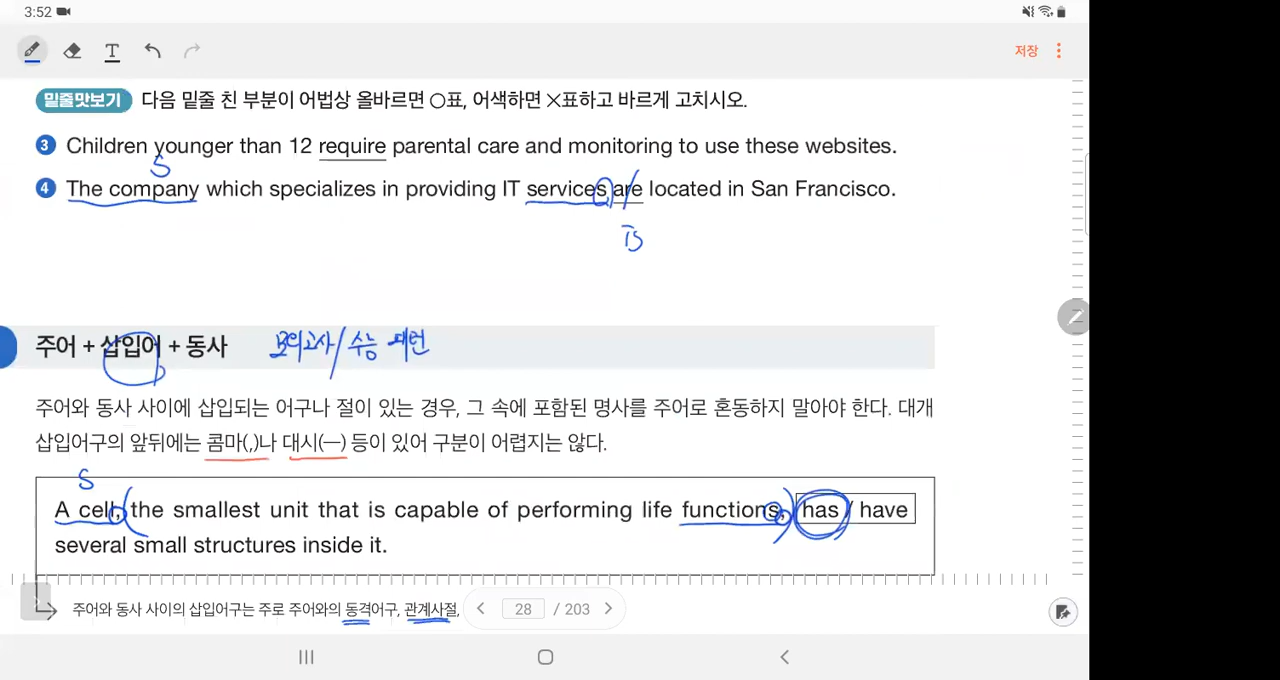 3:52
T
저장
밑줄맛보기 다음 밑줄 친 부분이 어법상 올바르면 ○표, 어색하면 ×표하고 바르게 고치시오.
3 Children younger than 12 require parental care and monitoring to use these websites.
S
4 The company which specializes in providing IT services are located in San Francisco.
is
주어 + 삽입어 + 동사 모의고사/수능 패턴
주어와 동사 사이에 삽입되는 어구나 절이 있는 경우, 그 속에 포함된 명사를 주어로 혼동하지 말아야 한다. 대개
삽입어구의 앞뒤에는 콤마(,)나 대시(—) 등이 있어 구분이 어렵지는 않다.
S
A cell, the smallest unit that is capable of performing life functions, has / have
several small structures inside it.
주어와 동사 사이의 삽입어구는 주로 주어와의 동격어구, 관계사절,
28 / 203